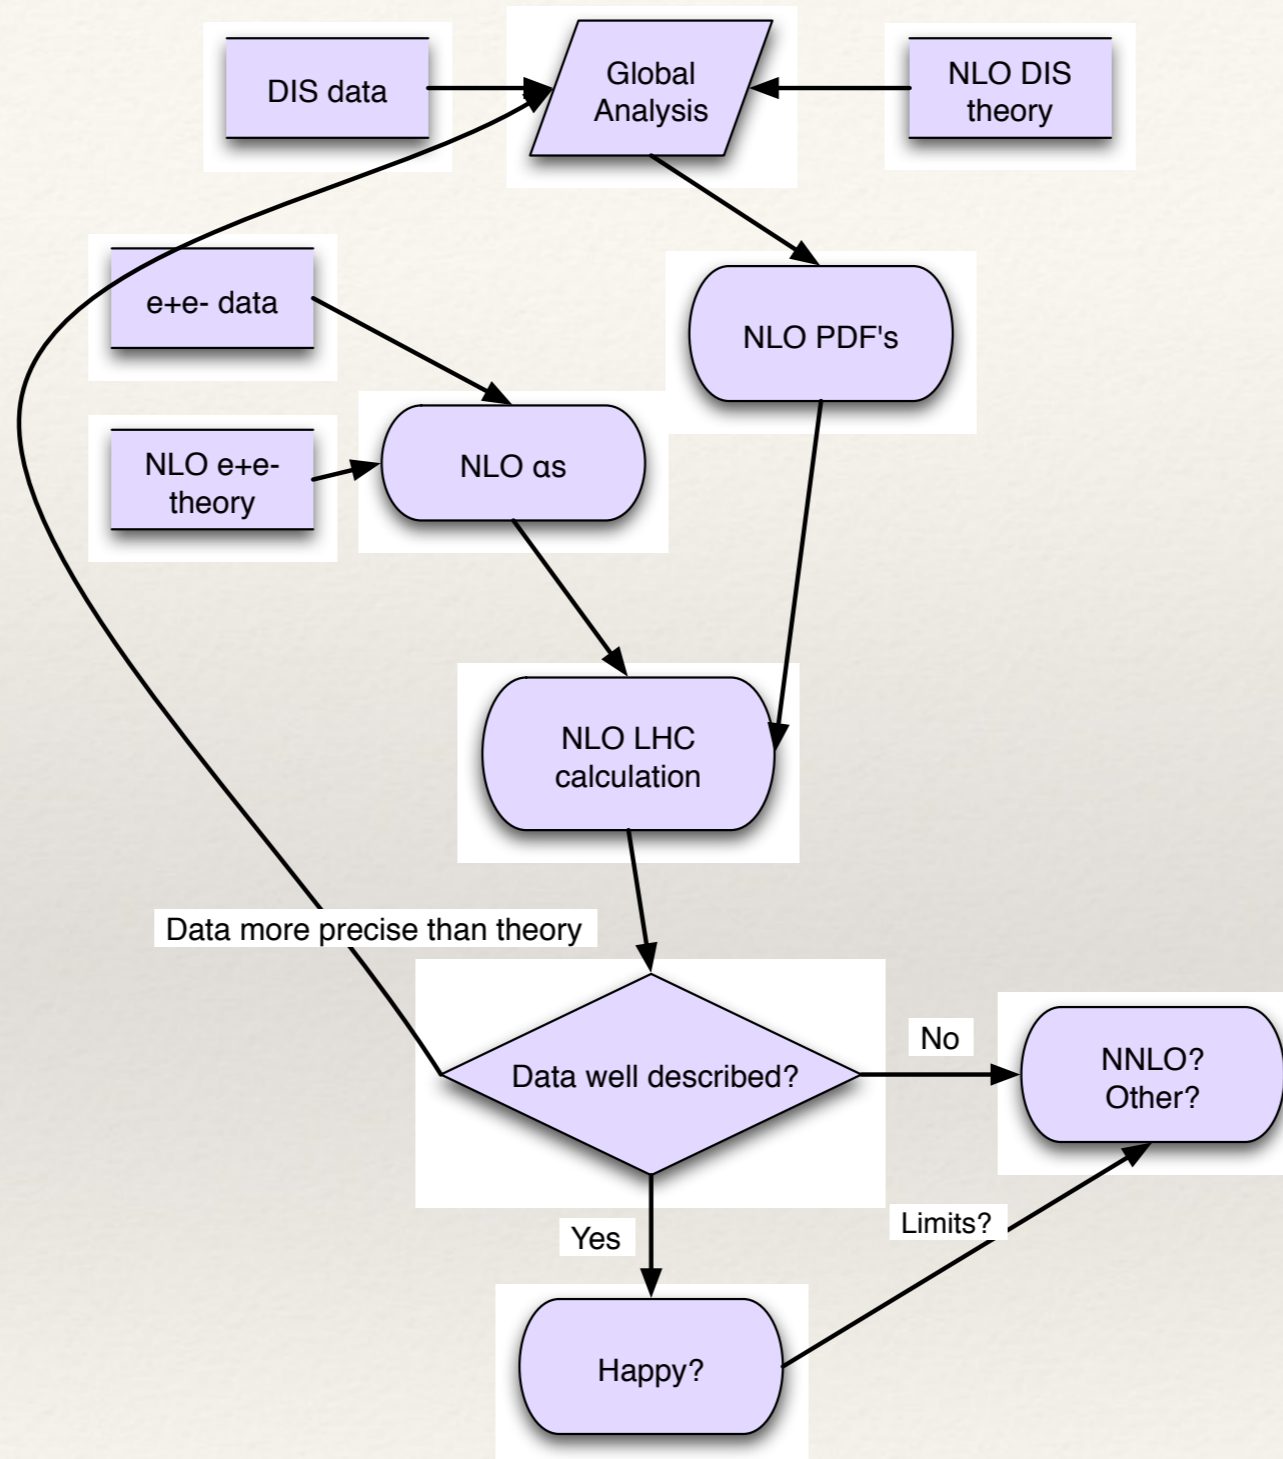 DIS data
Global
Analysis
NLO DIS
theory
e+e- data
NLO PDF's
NLO e+e-
theory
NLO αs
NLO LHC
calculation
Data more precise than theory
Data well described?
No
NNLO?
Other?
Yes
Limits?
Happy?